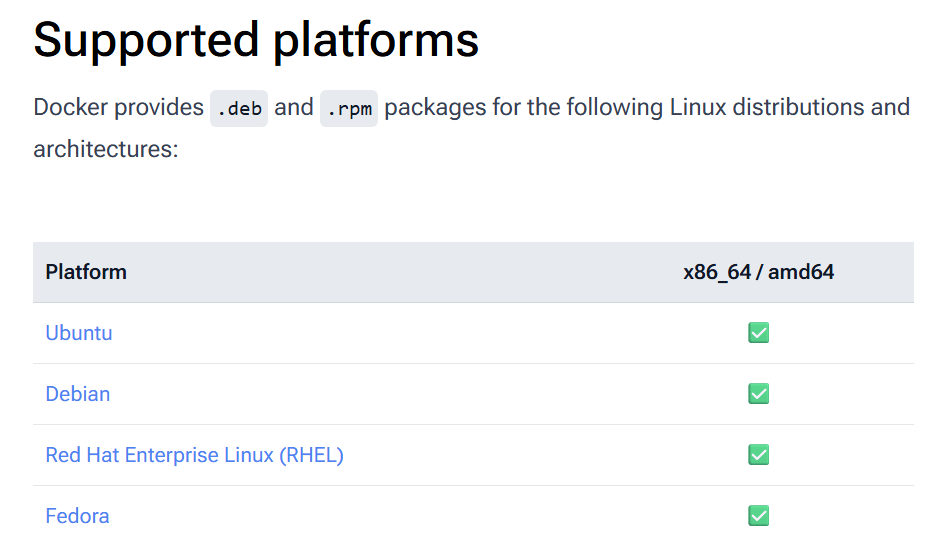 Supported platforms
Docker provides .deb and .rpm packages for the following Linux distributions and
architectures:
Platform x86_64 / amd64
Ubuntu ✅
Debian ✅
Red Hat Enterprise Linux (RHEL) ✅
Fedora ✅